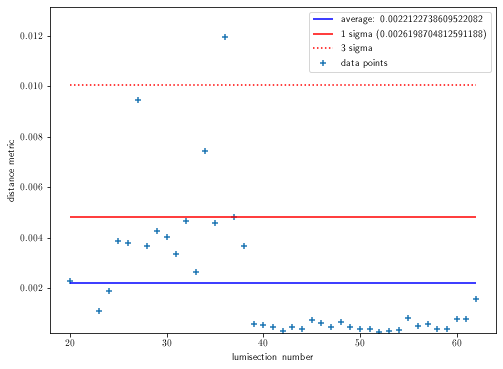 average: 0.0022122738609522082
1 sigma (0.0026198704812591188)
3 sigma
data points
distance metric
0.012
0.010
0.008
0.006
0.004
0.002
20 30 40 50 60
lumisection number